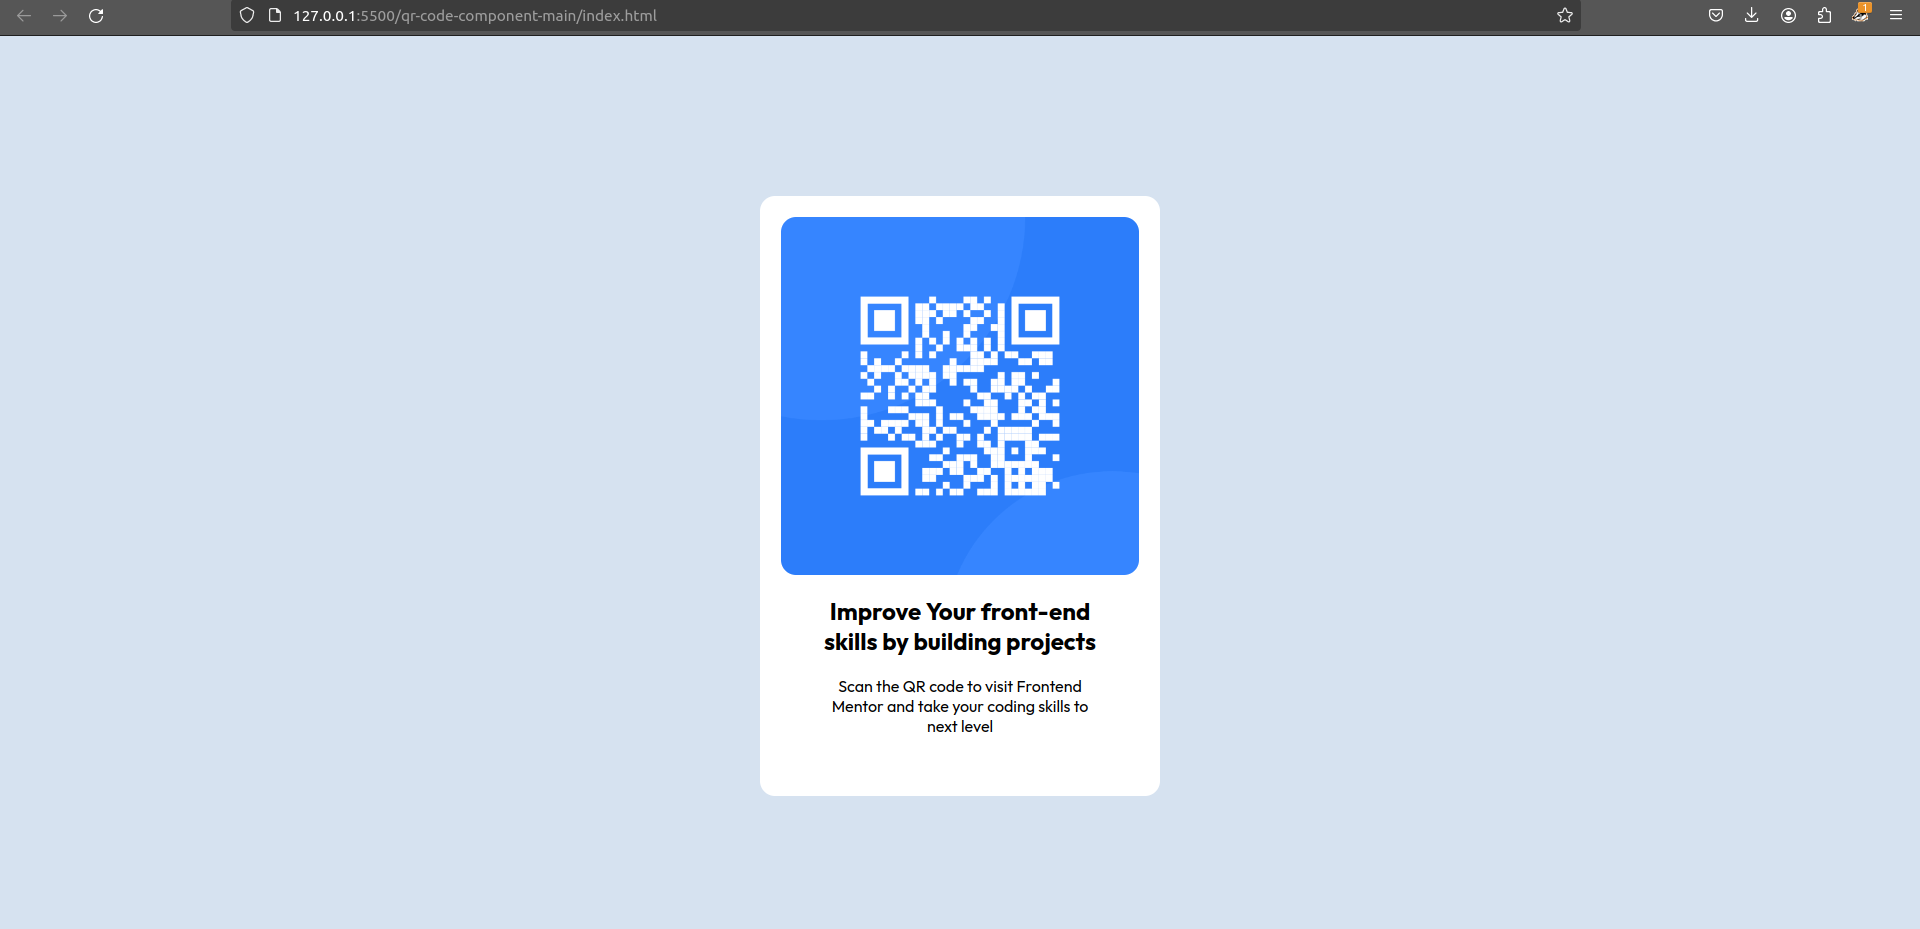 127.0.0.1:5500/qr-code-component-main/index.html
1
Improve Your front-end
skills by building projects
Scan the QR code to visit Frontend
Mentor and take your coding skills to
next level